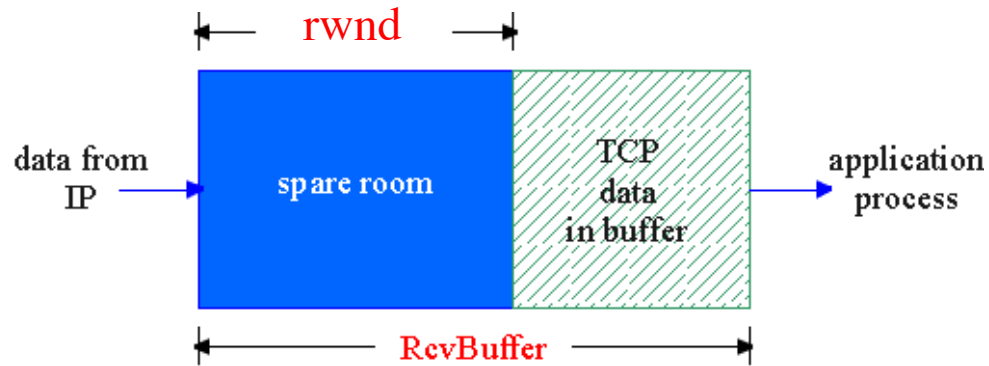 rwnd
data from
IP
spare room
TCP
data
in buffer
application
process
RcvBuffer